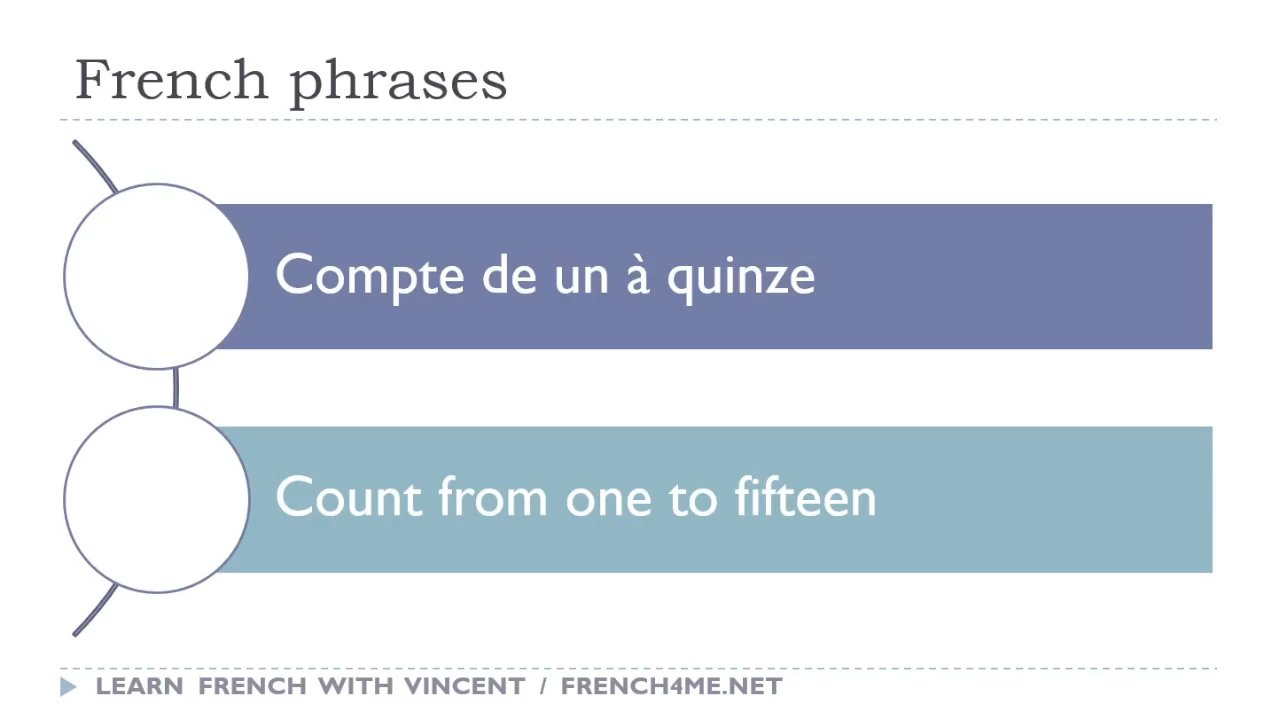 French phrases
Compte de un à quinze
Count from one to fifteen
LEARN FRENCH WITH VINCENT / FRENCH4ME.NET